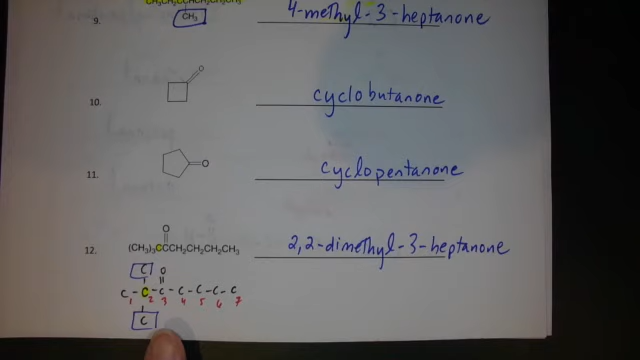 CH₃
9. 4-methyl-3-heptanone
O
10. cyclobutanone
11. O cyclopentanone
O
12. (CH₃)₃CCCH₂CH₂CH₂CH₃ 2,2-dimethyl-3-heptanone
C O
C - C - C - C - C - C - C
1 2 3 4 5 6 7
C